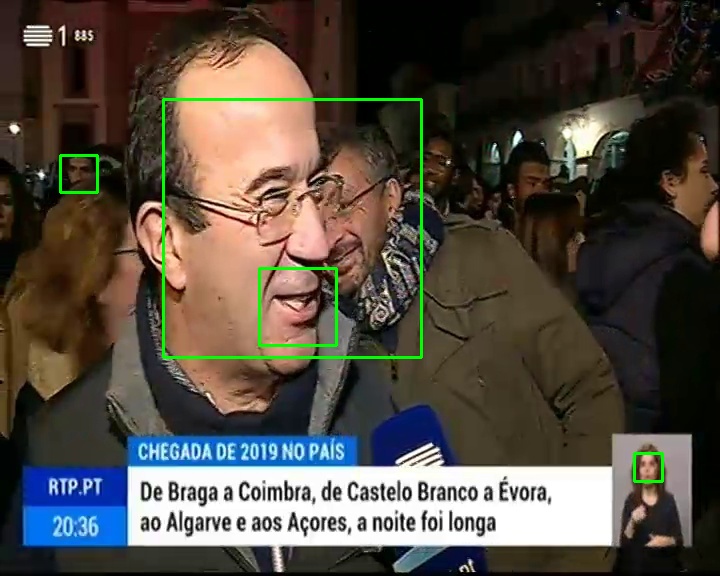 1 885
CHEGADA DE 2019 NO PAÍS
RTP.PT
De Braga a Coimbra, de Castelo Branco a Évora,
20:36
ao Algarve e aos Açores, a noite foi longa